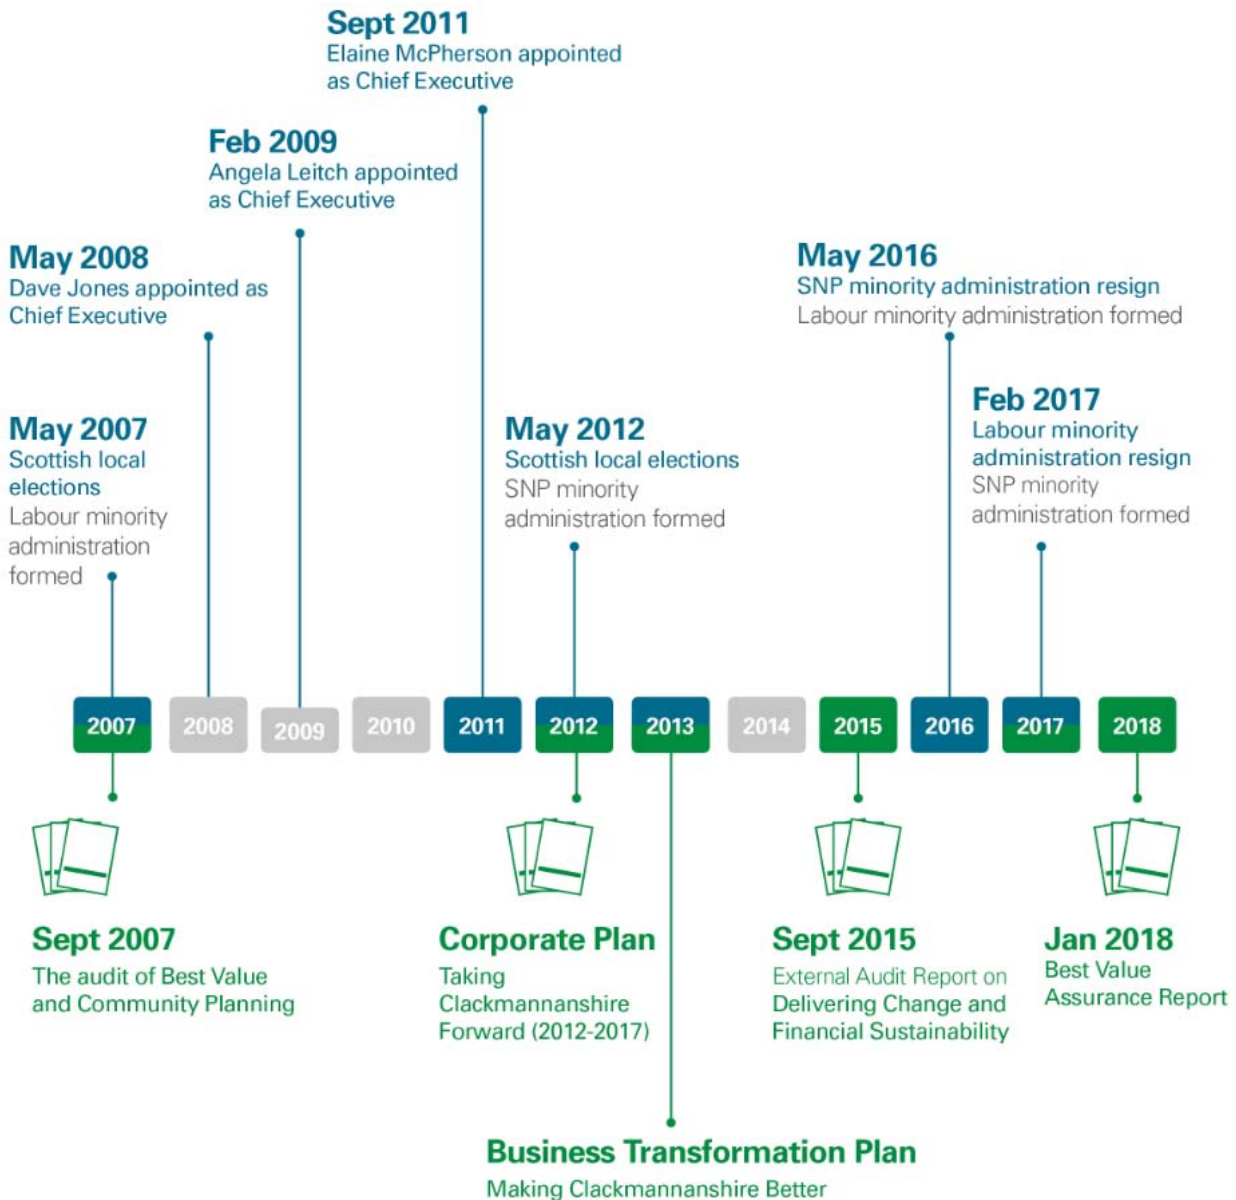 Sept 2011
Elaine McPherson appointed
as Chief Executive
Feb 2009
Angela Leitch appointed
as Chief Executive
May 2008
Dave Jones appointed as
Chief Executive
May 2016
SNP minority administration resign
Labour minority administration formed
May 2007
Scottish local
elections
Labour minority
administration
formed
May 2012
Scottish local elections
SNP minority
administration formed
Feb 2017
Labour minority
administration resign
SNP minority
administration formed
2007
2008
2009
2010
2011
2012
2013
2014
2015
2016
2017
2018
Sept 2007
The audit of Best Value
and Community Planning
Corporate Plan
Taking
Clackmannanshire
Forward (2012-2017)
Sept 2015
External Audit Report on
Delivering Change and
Financial Sustainability
Jan 2018
Best Value
Assurance Report
Business Transformation Plan
Making Clackmannanshire Better